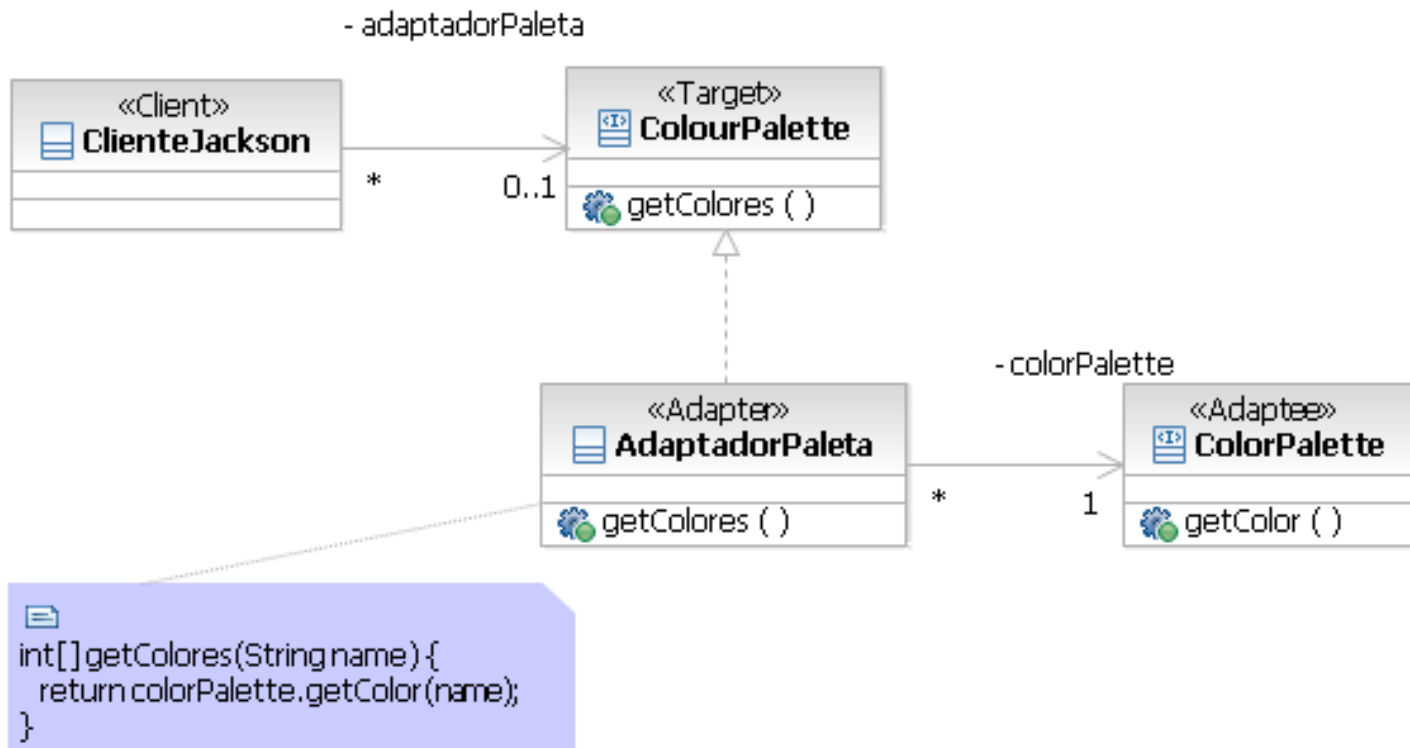 - adaptadorPaleta
«Client»
ClienteJackson
«Target»
<I> ColourPalette
* 0..1
getColores ( )
- colorPalette
«Adapter»
AdaptadorPaleta
«Adaptee»
<I> ColorPalette
* 1
getColores ( )
getColor ( )
int[] getColores(String name) {
return colorPalette.getColor(name);
}